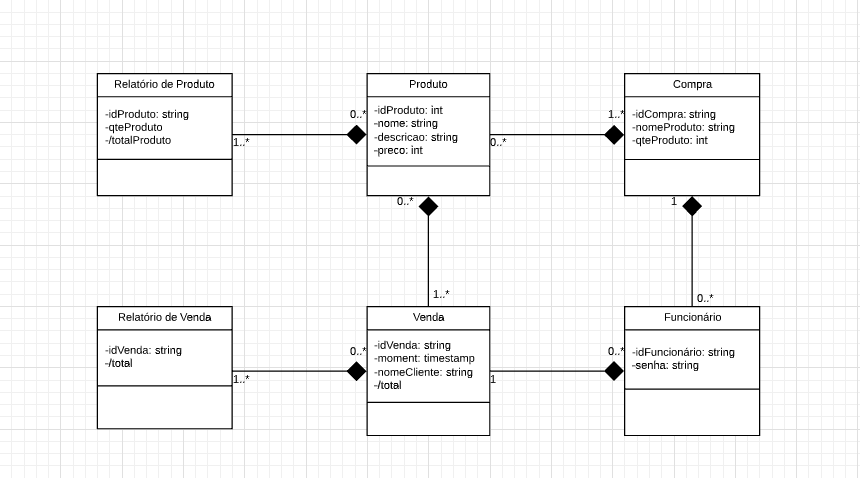 Relatório de Produto
-idProduto: string
-qteProduto
-/totalProduto
1..*
0..*
Produto
-idProduto: int
-nome: string
-descricao: string
-preco: int
0..*
1..*
Compra
-idCompra: string
-nomeProduto: string
-qteProduto: int
0..*
1..*
1
0..*
Relatório de Venda
-idVenda: string
-/total
1..*
0..*
Venda
-idVenda: string
-moment: timestamp
-nomeCliente: string
-/total
1
0..*
Funcionário
-idFuncionário: string
-senha: string